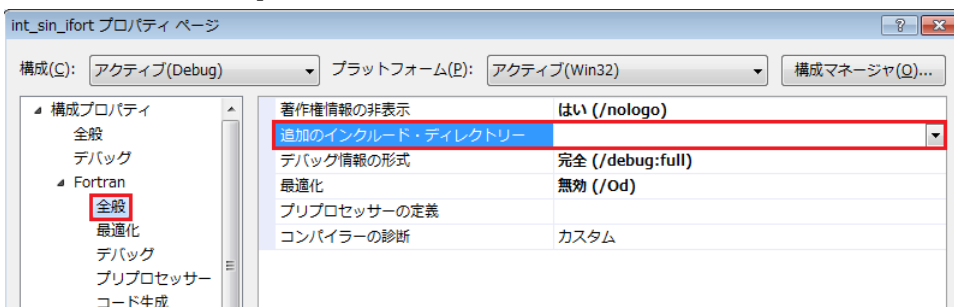 int_sin_ifort プロパティ ページ
構成(C): アクティブ(Debug) プラットフォーム(P): アクティブ(Win32) 構成マネージャ(O)...
構成プロパティ
全般
デバッグ
Fortran
全般
最適化
デバッグ
プリプロセッサー
コード生成
著作権情報の非表示 はい (/nologo)
追加のインクルード・ディレクトリー
デバッグ情報の形式 完全 (/debug:full)
最適化 無効 (/Od)
プリプロセッサーの定義
コンパイラーの診断 カスタム